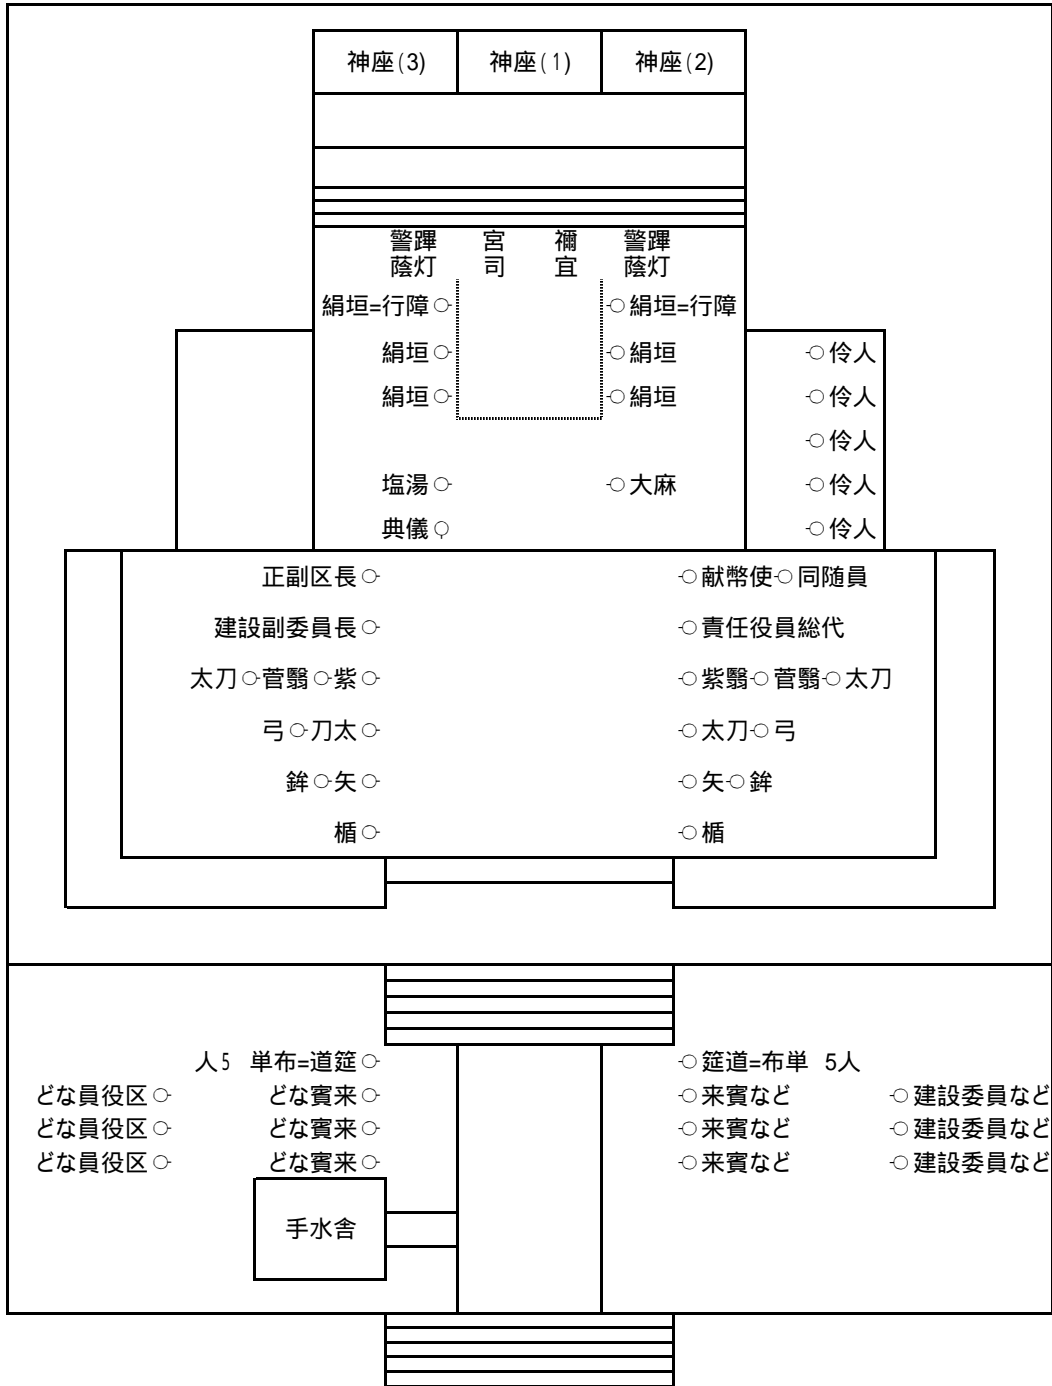 神座(3) 神座(1) 神座(2)
警蹕 宮 禰 警蹕
蔭灯 司 宜 蔭灯
絹垣=行障○ ○絹垣=行障
絹垣○ ○絹垣 ○伶人
絹垣○ ○絹垣 ○伶人
○伶人
塩湯○ ○大麻 ○伶人
典儀○ ○伶人
正副区長○ ○献幣使○同随員
建設副委員長○ ○責任役員総代
太刀○菅翳○紫○ ○紫翳○菅翳○太刀
弓○刀太○ ○太刀○弓
鉾○矢○ ○矢○鉾
楯○ ○楯
人5 単布=道筵○ ○筵道=布単 5人
どな員役区○ どな賓来○ ○来賓など ○建設委員など
どな員役区○ どな賓来○ ○来賓など ○建設委員など
どな員役区○ どな賓来○ ○来賓など ○建設委員など
手水舎